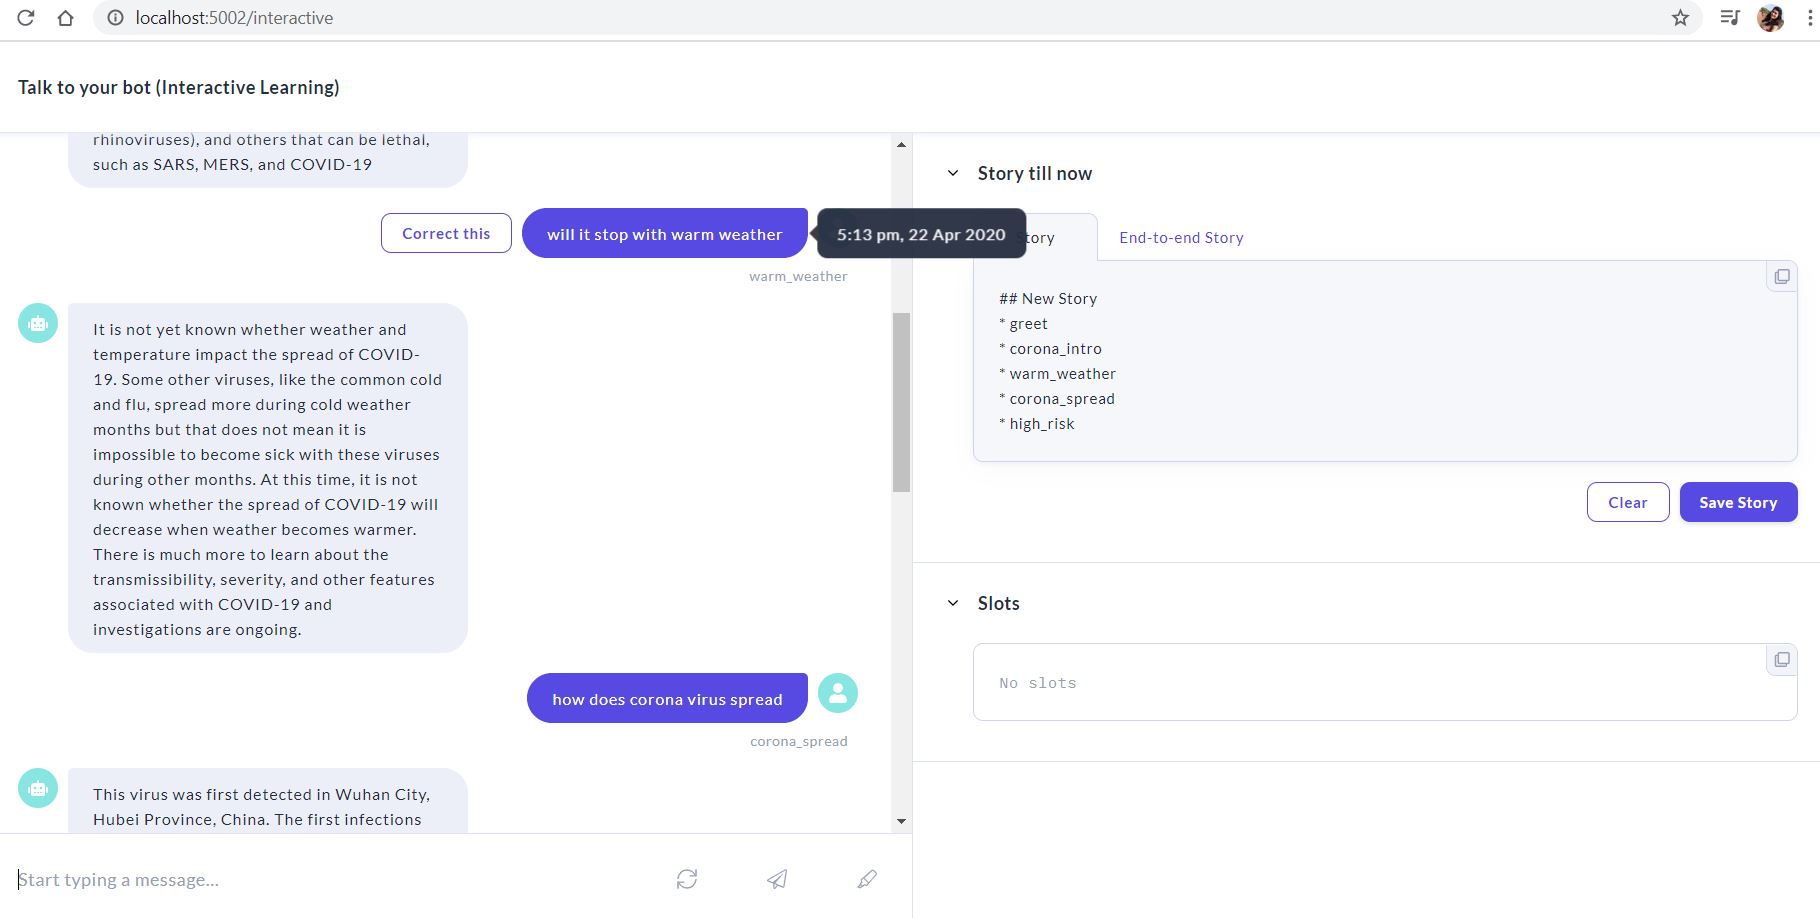 localhost:5002/interactive
Talk to your bot (Interactive Learning)
rhinoviruses), and others that can be lethal,
such as SARS, MERS, and COVID-19
Correct this
will it stop with warm weather
5:13 pm, 22 Apr 2020
warm_weather
It is not yet known whether weather and
temperature impact the spread of COVID-
19. Some other viruses, like the common cold
and flu, spread more during cold weather
months but that does not mean it is
impossible to become sick with these viruses
during other months. At this time, it is not
known whether the spread of COVID-19 will
decrease when weather becomes warmer.
There is much more to learn about the
transmissibility, severity, and other features
associated with COVID-19 and
investigations are ongoing.
how does corona virus spread
corona_spread
This virus was first detected in Wuhan City,
Hubei Province, China. The first infections
Start typing a message...
Story till now
tory
End-to-end Story
## New Story
* greet
* corona_intro
* warm_weather
* corona_spread
* high_risk
Clear
Save Story
Slots
No slots